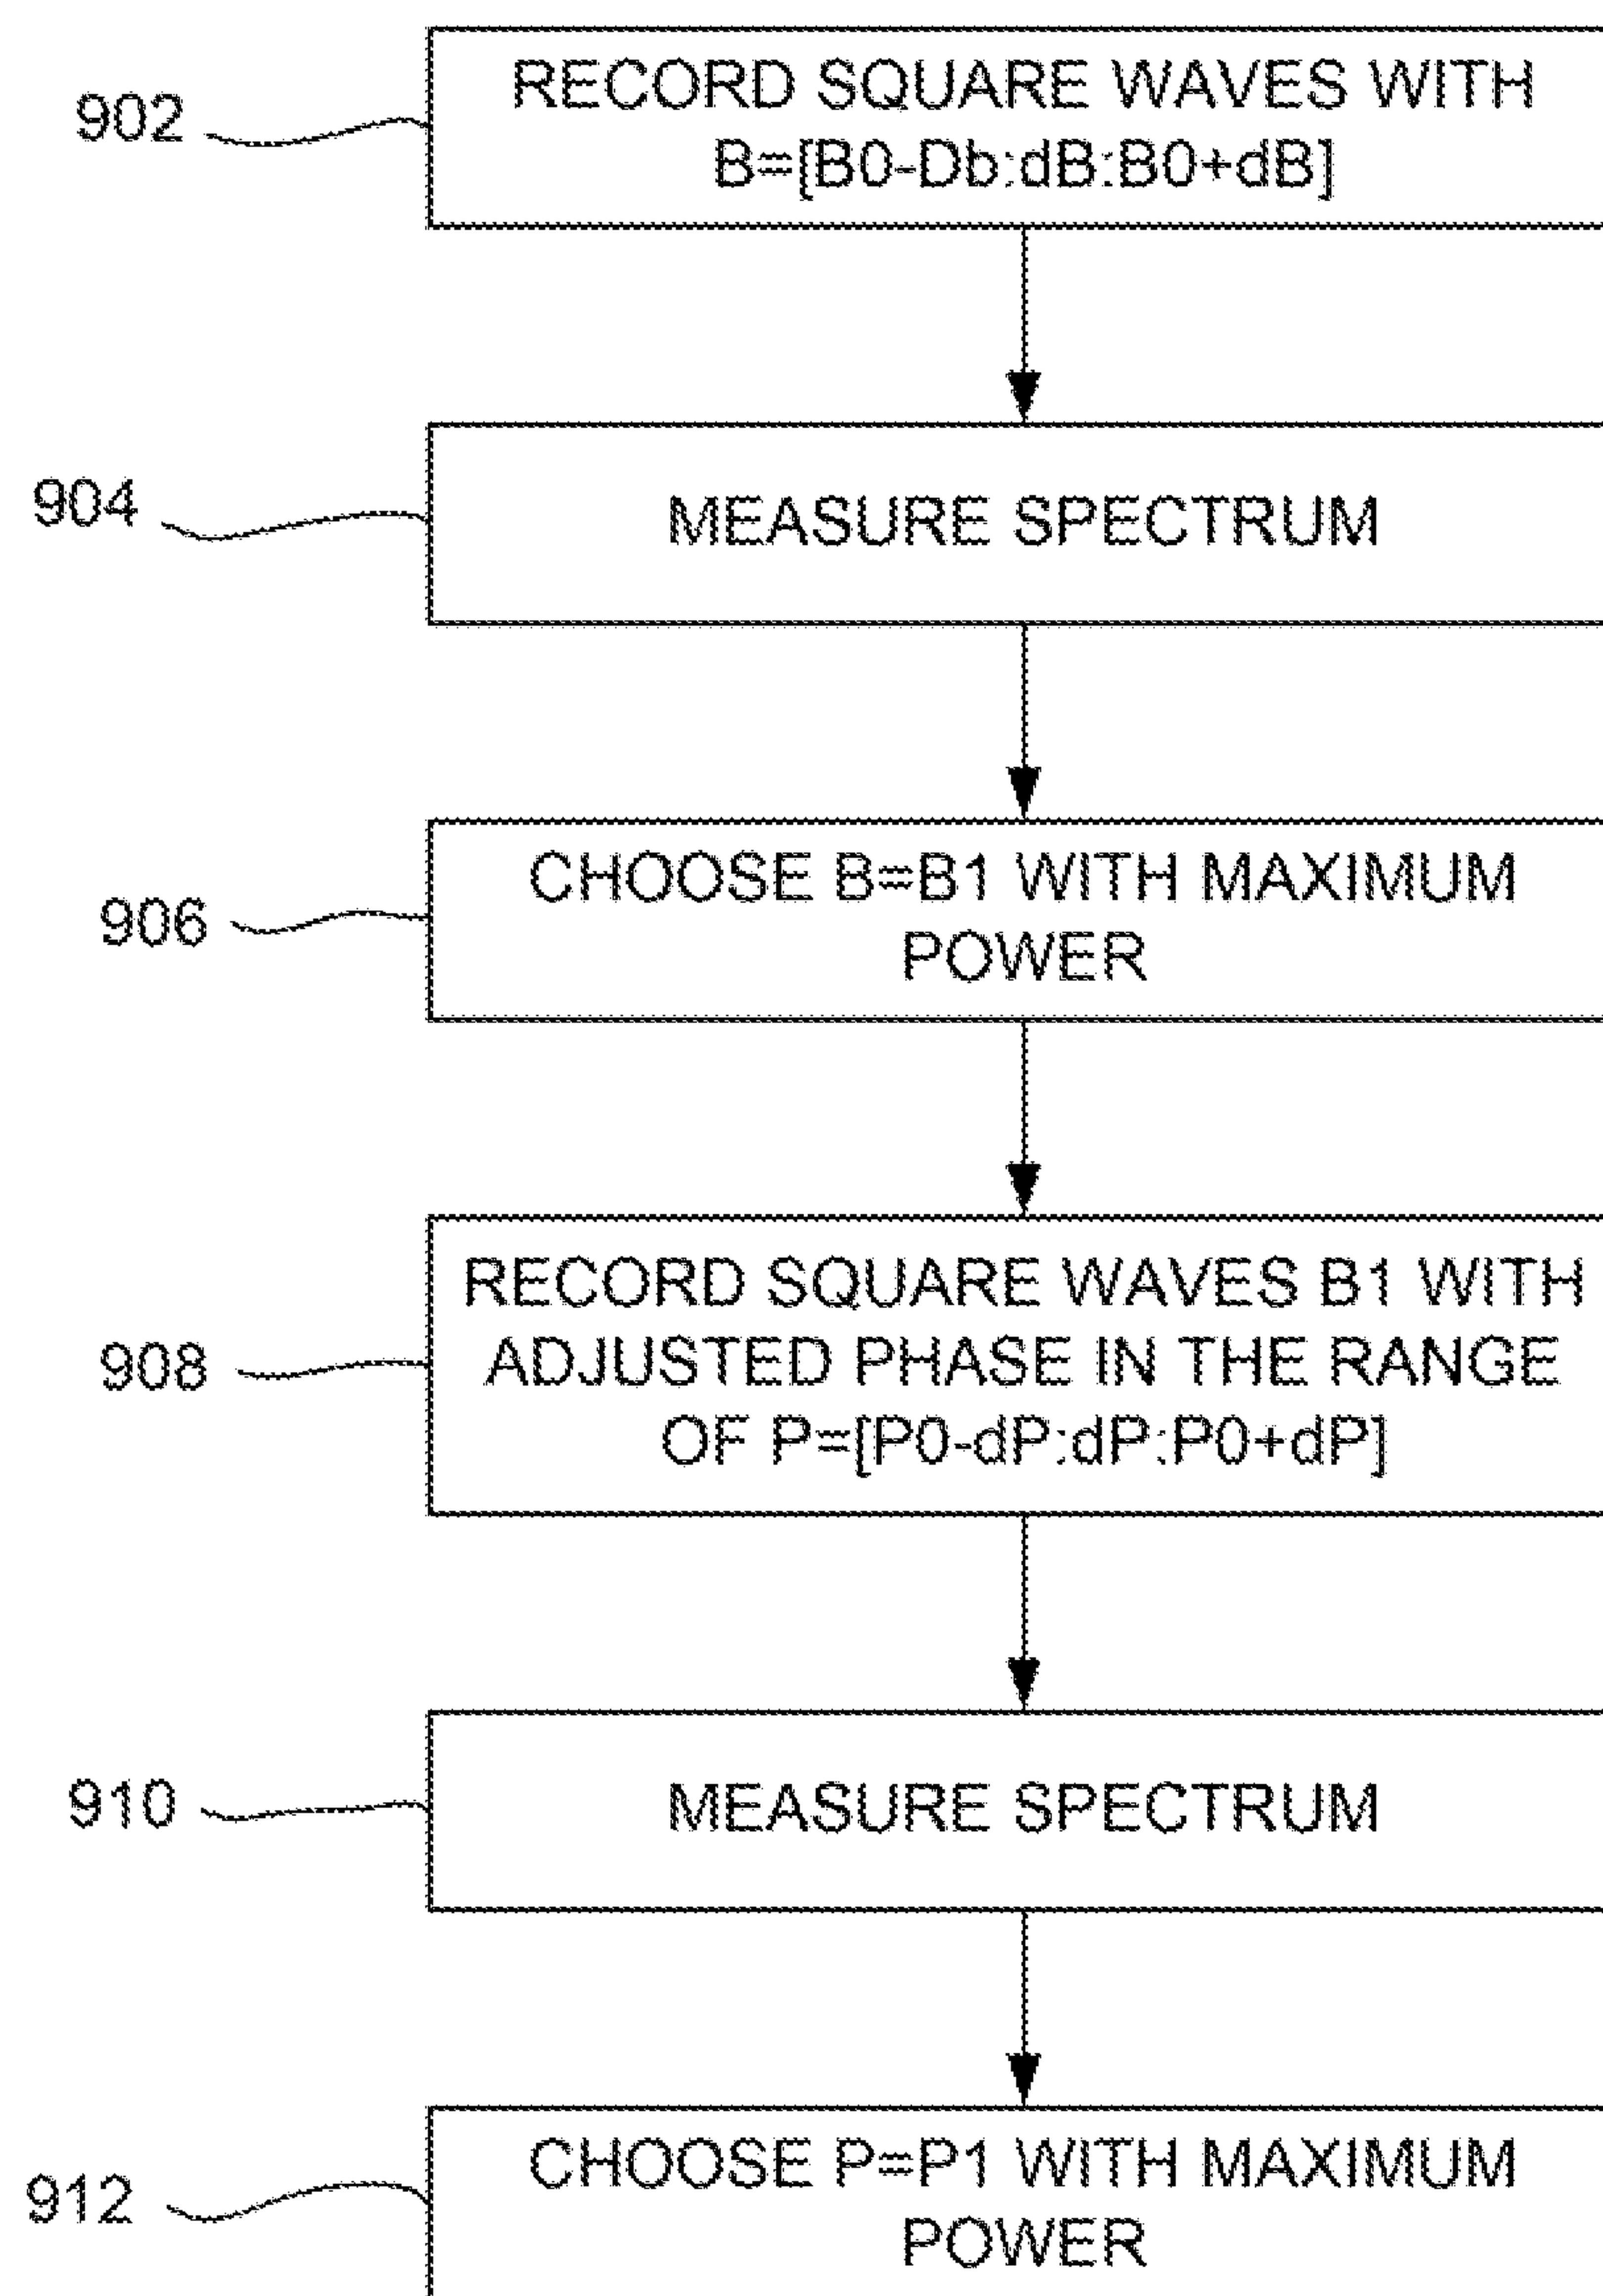 902
RECORD SQUARE WAVES WITH
B=[B0-Db:dB:B0+dB]
904
MEASURE SPECTRUM
906
CHOOSE B=B1 WITH MAXIMUM
POWER
908
RECORD SQUARE WAVES B1 WITH
ADJUSTED PHASE IN THE RANGE
OF P=[P0-dP:dP:P0+dP]
910
MEASURE SPECTRUM
912
CHOOSE P=P1 WITH MAXIMUM
POWER